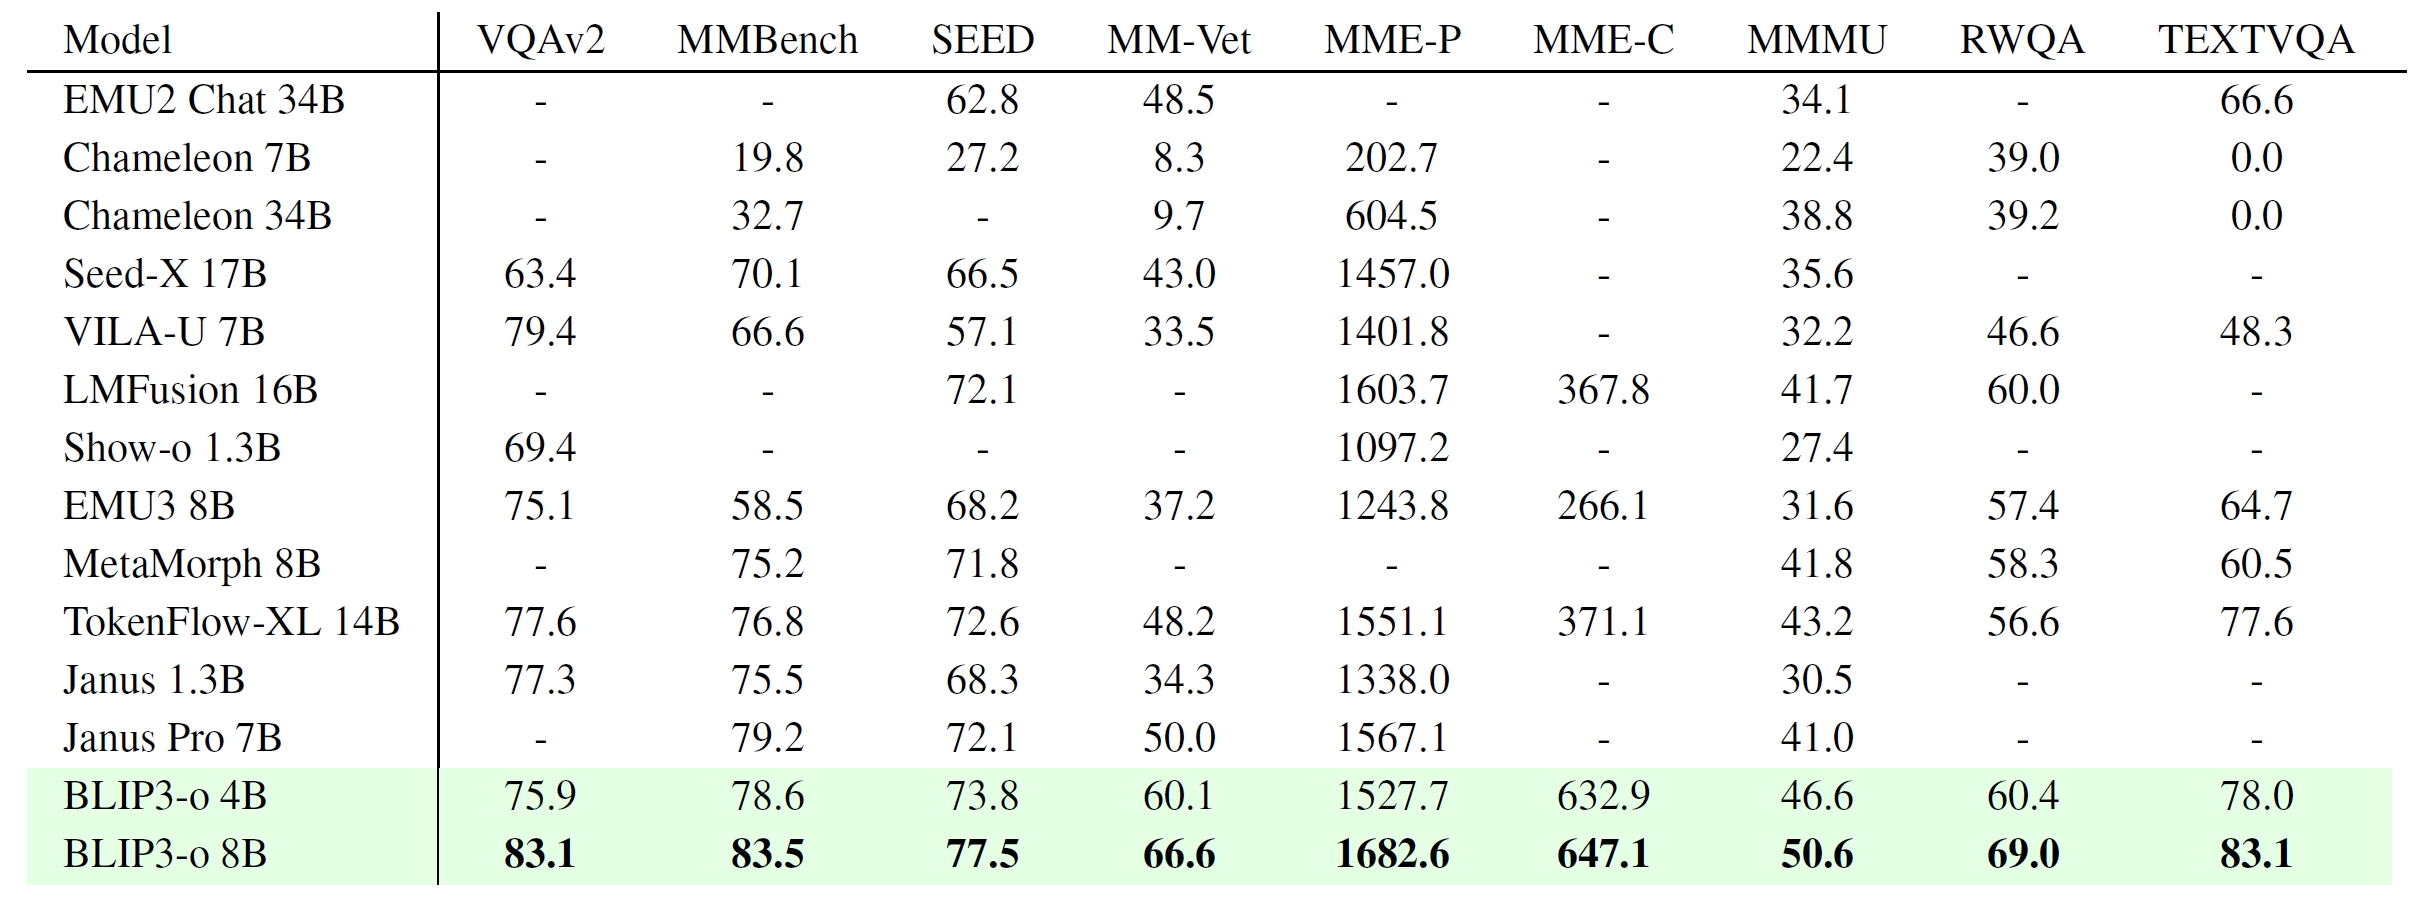 Model VQAv2 MMBench SEED MM-Vet MME-P MME-C MMMU RWQA TEXTVQA
EMU2 Chat 34B - - 62.8 48.5 - - 34.1 - 66.6
Chameleon 7B - 19.8 27.2 8.3 202.7 - 22.4 39.0 0.0
Chameleon 34B - 32.7 - 9.7 604.5 - 38.8 39.2 0.0
Seed-X 17B 63.4 70.1 66.5 43.0 1457.0 - 35.6 - -
VILA-U 7B 79.4 66.6 57.1 33.5 1401.8 - 32.2 46.6 48.3
LMFusion 16B - - 72.1 - 1603.7 367.8 41.7 60.0 -
Show-o 1.3B 69.4 - - - 1097.2 - 27.4 - -
EMU3 8B 75.1 58.5 68.2 37.2 1243.8 266.1 31.6 57.4 64.7
MetaMorph 8B - 75.2 71.8 - - - 41.8 58.3 60.5
TokenFlow-XL 14B 77.6 76.8 72.6 48.2 1551.1 371.1 43.2 56.6 77.6
Janus 1.3B 77.3 75.5 68.3 34.3 1338.0 - 30.5 - -
Janus Pro 7B - 79.2 72.1 50.0 1567.1 - 41.0 - -
BLIP3-o 4B 75.9 78.6 73.8 60.1 1527.7 632.9 46.6 60.4 78.0
BLIP3-o 8B 83.1 83.5 77.5 66.6 1682.6 647.1 50.6 69.0 83.1